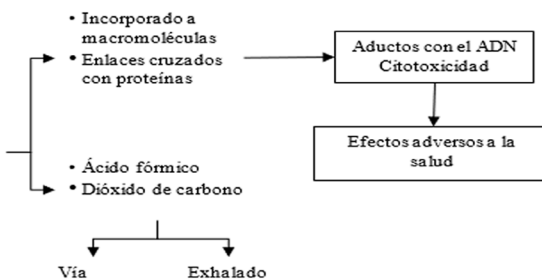 • Incorporado a
macromoléculas
• Enlaces cruzados
con proteínas
Aductos con el ADN
Citotoxicidad
Efectos adversos a la
salud
• Ácido fórmico
• Dióxido de carbono
Vía
Exhalado